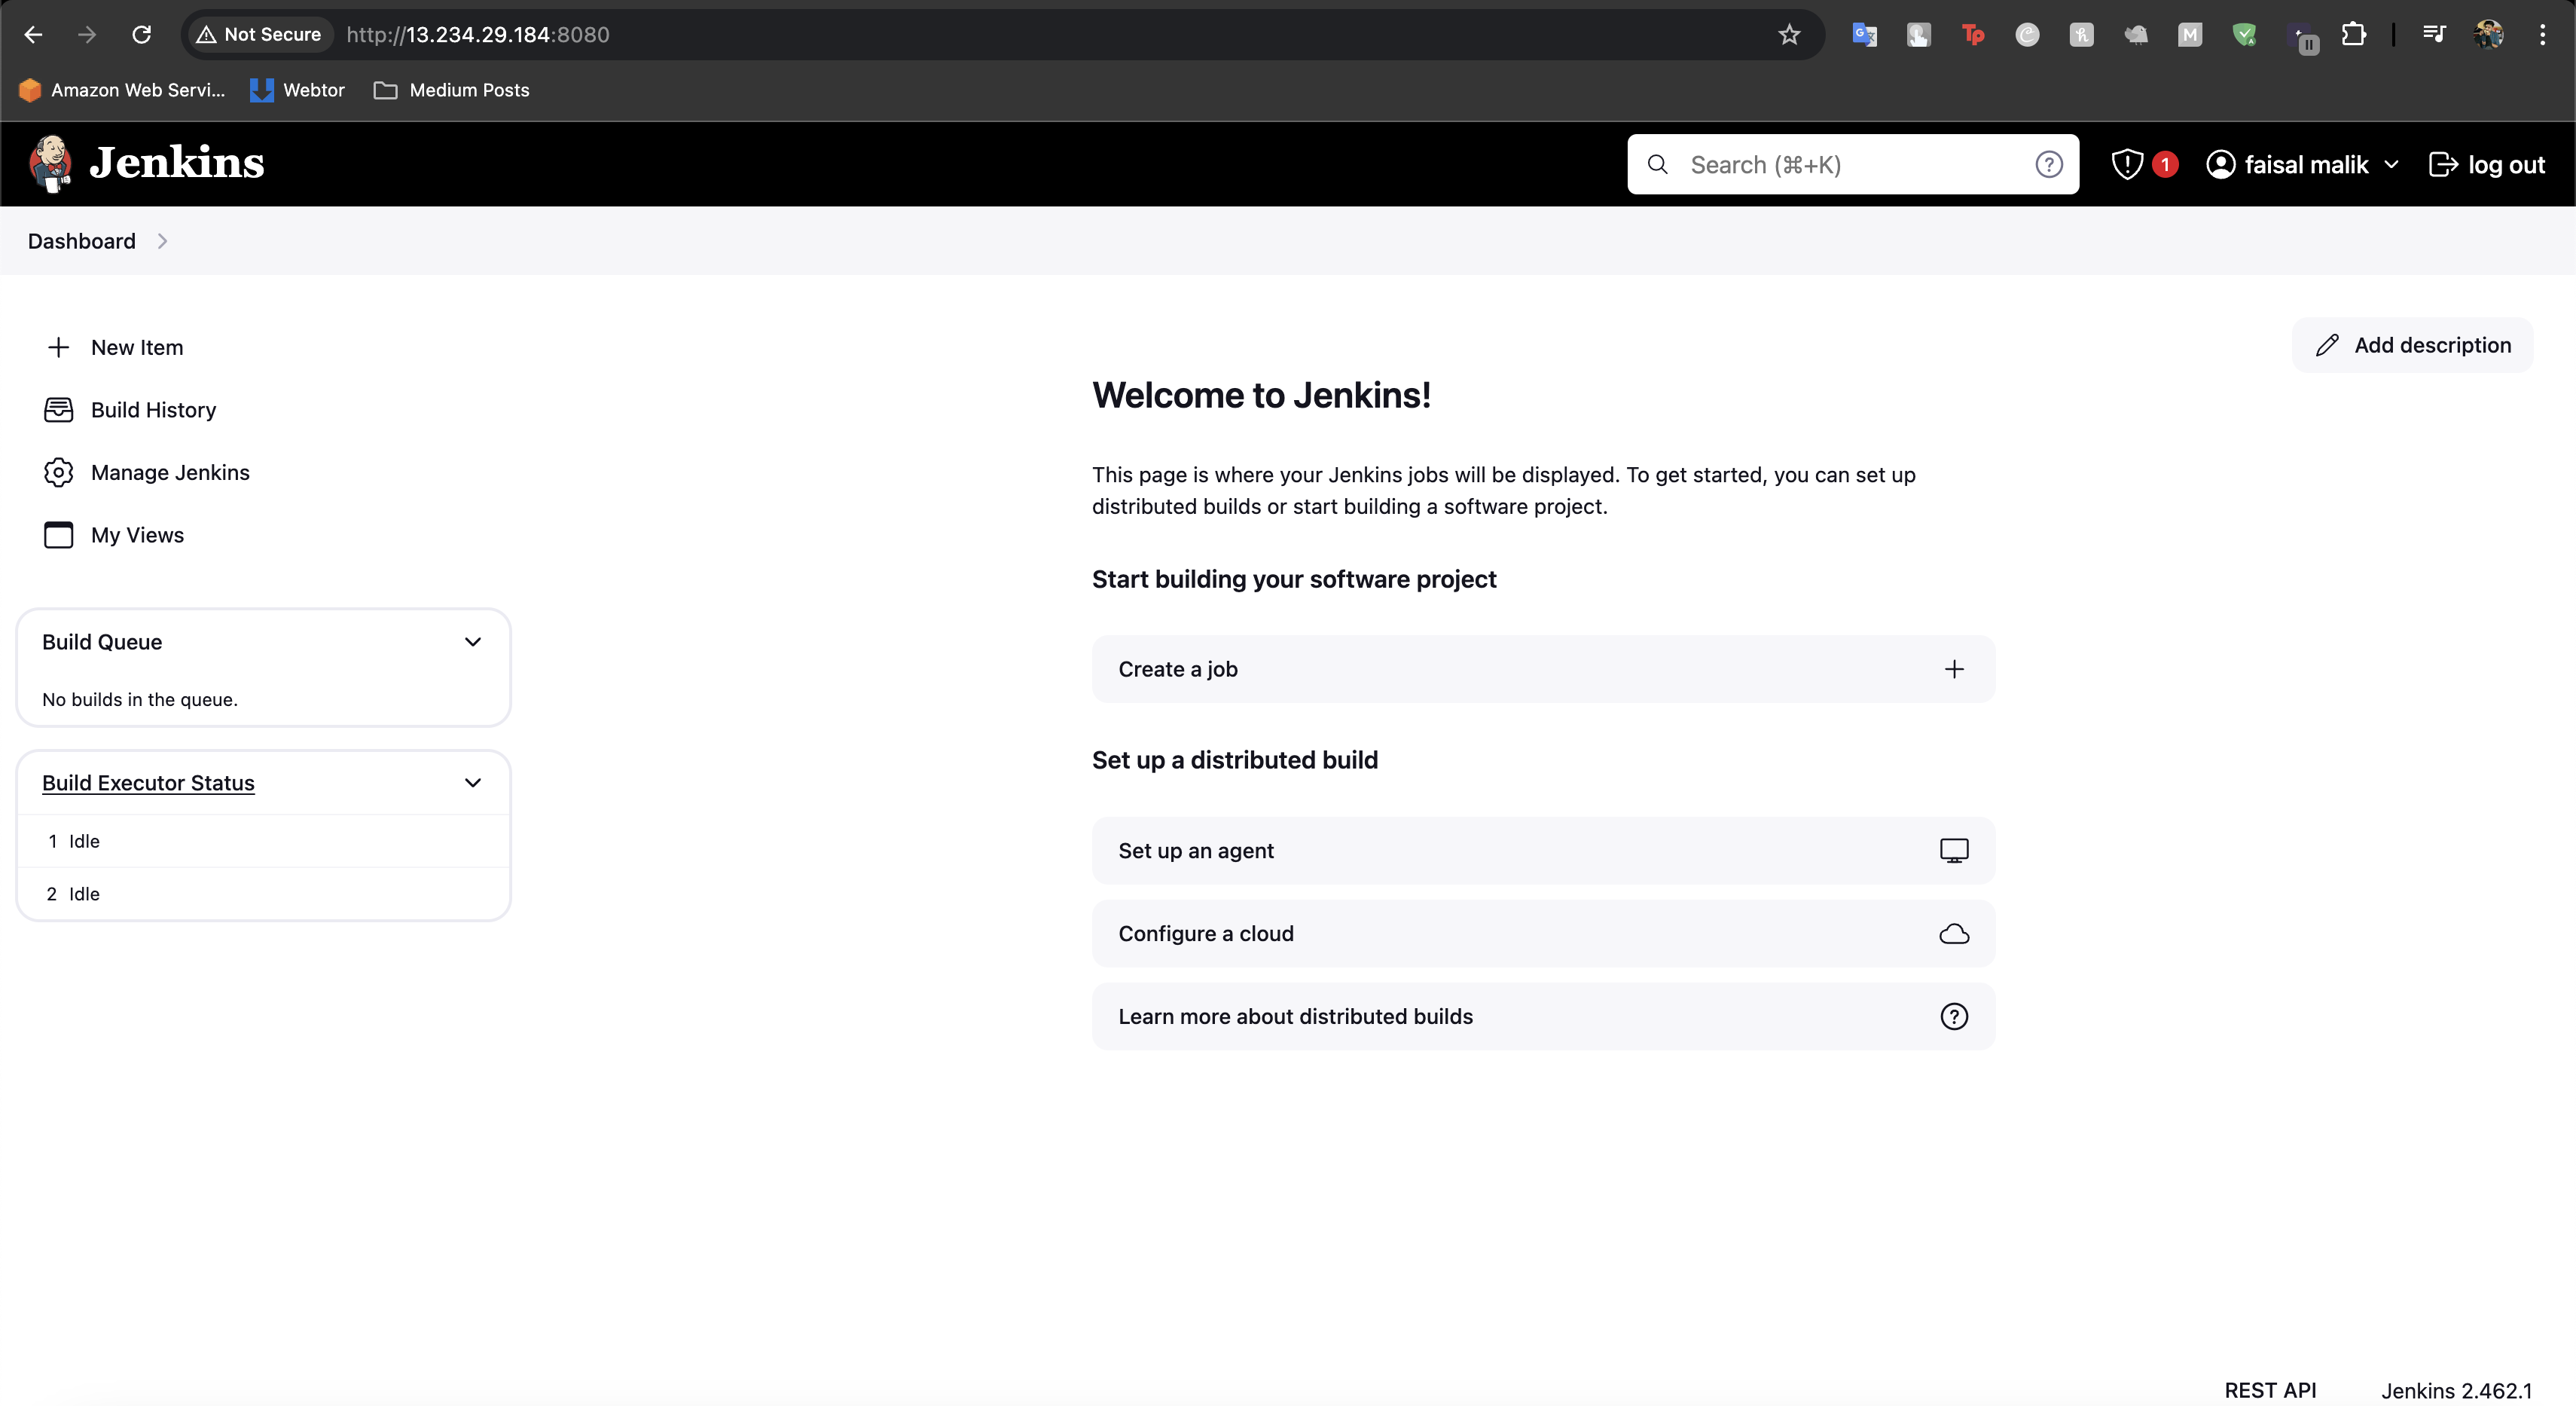 Not Secure http://13.234.29.184:8080
Amazon Web Servi... Webtor Medium Posts
Jenkins Search (⌘+K) 1 faisal malik log out
Dashboard
New Item
Add description
Build History
Manage Jenkins
My Views
Build Queue
No builds in the queue.
Build Executor Status
1 Idle
2 Idle
Welcome to Jenkins!
This page is where your Jenkins jobs will be displayed. To get started, you can set up
distributed builds or start building a software project.
Start building your software project
Create a job
Set up a distributed build
Set up an agent
Configure a cloud
Learn more about distributed builds
REST API Jenkins 2.462.1